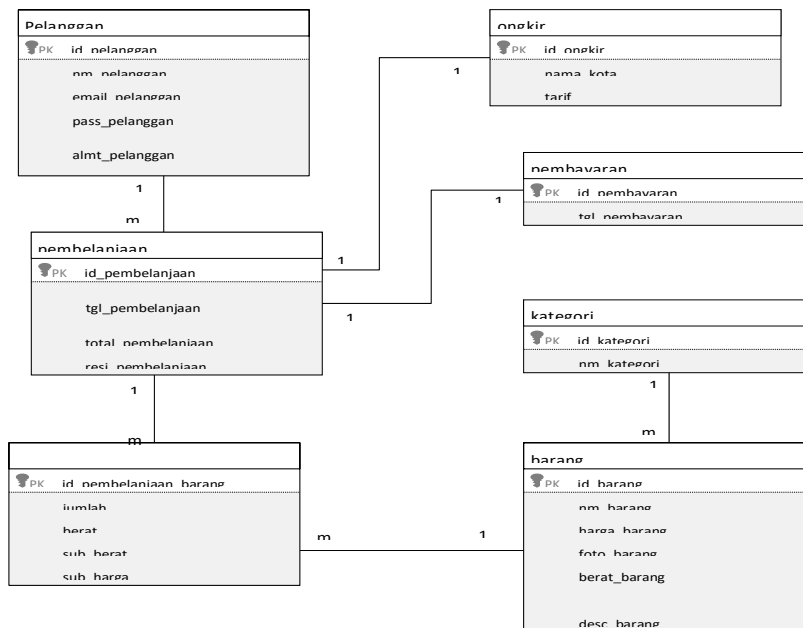 Pelanggan
PK id_pelanggan
nm_pelanggan
email_pelanggan
pass_pelanggan
almt_pelanggan
ongkir
PK id_ongkir
nama_kota
tarif
1
1
m
pembayaran
PK id_pembayaran
tgl_pembayaran
1
pembelanjaan
PK id_pembelanjaan
tgl_pembelanjaan
total_pembelanjaan
resi_pembelanjaan
1
1
kategori
PK id_kategori
nm_kategori
1
m
1
m
PK id_pembelanjaan_barang
jumlah
berat
sub_berat
sub_harga
m
1
barang
PK id_barang
nm_barang
harga_barang
foto_barang
berat_barang
desc_barang